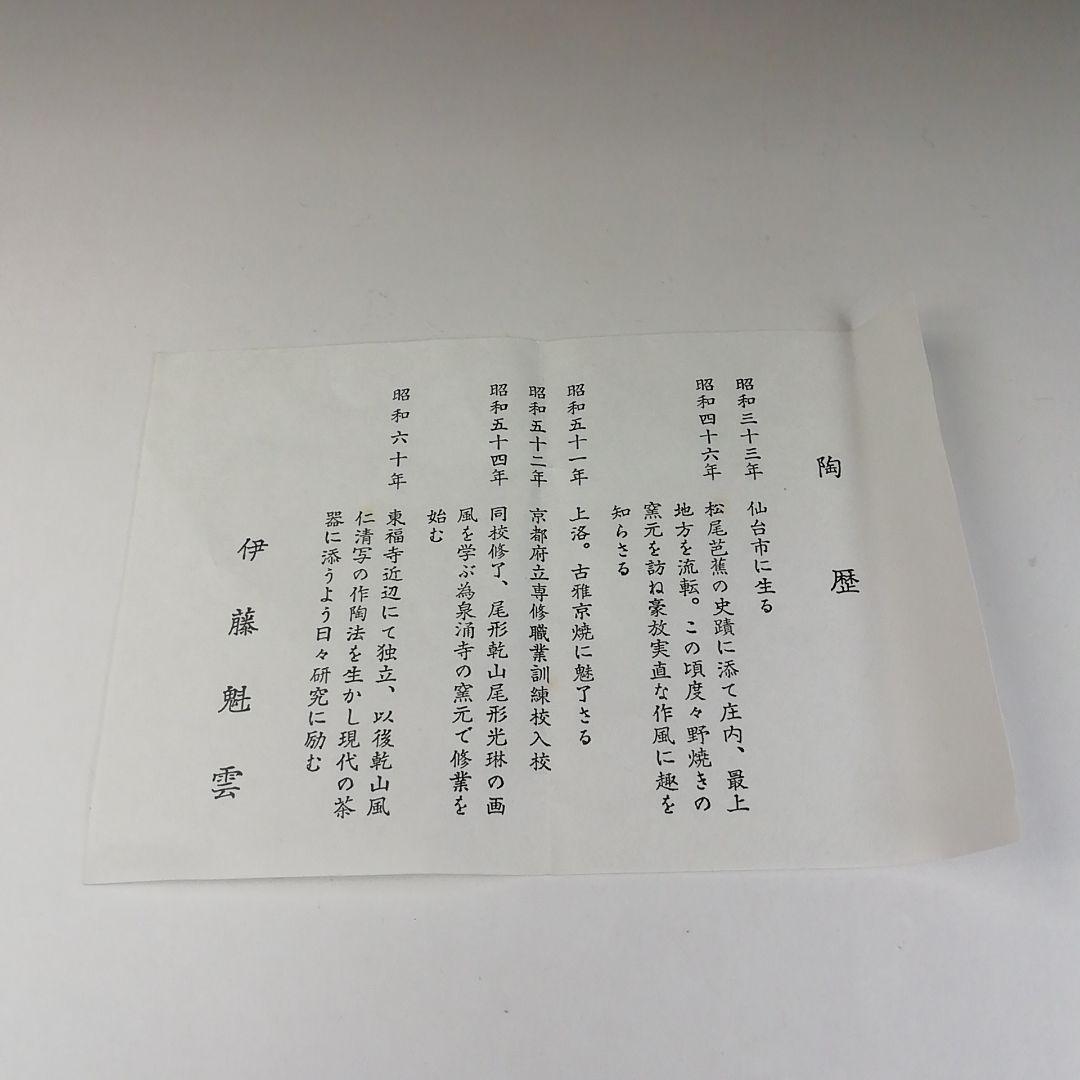 陶歴
昭和三十三年 仙台市に生る
昭和四十六年 松尾芭蕉の史蹟に添て庄内、最上
地方を流転。この頃度々野焼きの
窯元を訪ね豪放実直な作風に趣を
知らさる
昭和五十一年 上洛。古雅京焼に魅了さる
昭和五十二年 京都府立専修職業訓練校入校
昭和五十四年 同校修了、尾形乾山尾形光琳の画
風を学ぶ為泉涌寺の窯元で修業を
始む
昭和六十年 東福寺近辺にて独立、以後乾山風
仁清写の作陶法を生かし現代の茶
器に添うよう日々研究に励む
伊藤魁雲